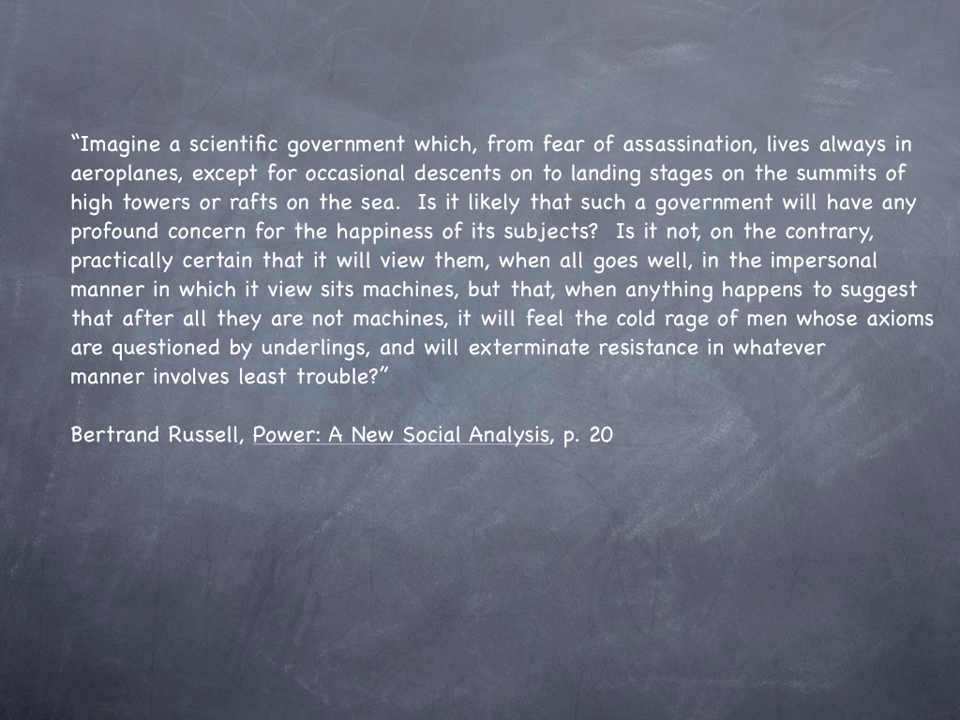 “Imagine a scientific government which, from fear of assassination, lives always in
aeroplanes, except for occasional descents on to landing stages on the summits of
high towers or rafts on the sea. Is it likely that such a government will have any
profound concern for the happiness of its subjects? Is it not, on the contrary,
practically certain that it will view them, when all goes well, in the impersonal
manner in which it view sits machines, but that, when anything happens to suggest
that after all they are not machines, it will feel the cold rage of men whose axioms
are questioned by underlings, and will exterminate resistance in whatever
manner involves least trouble?”
Bertrand Russell, Power: A New Social Analysis, p. 20